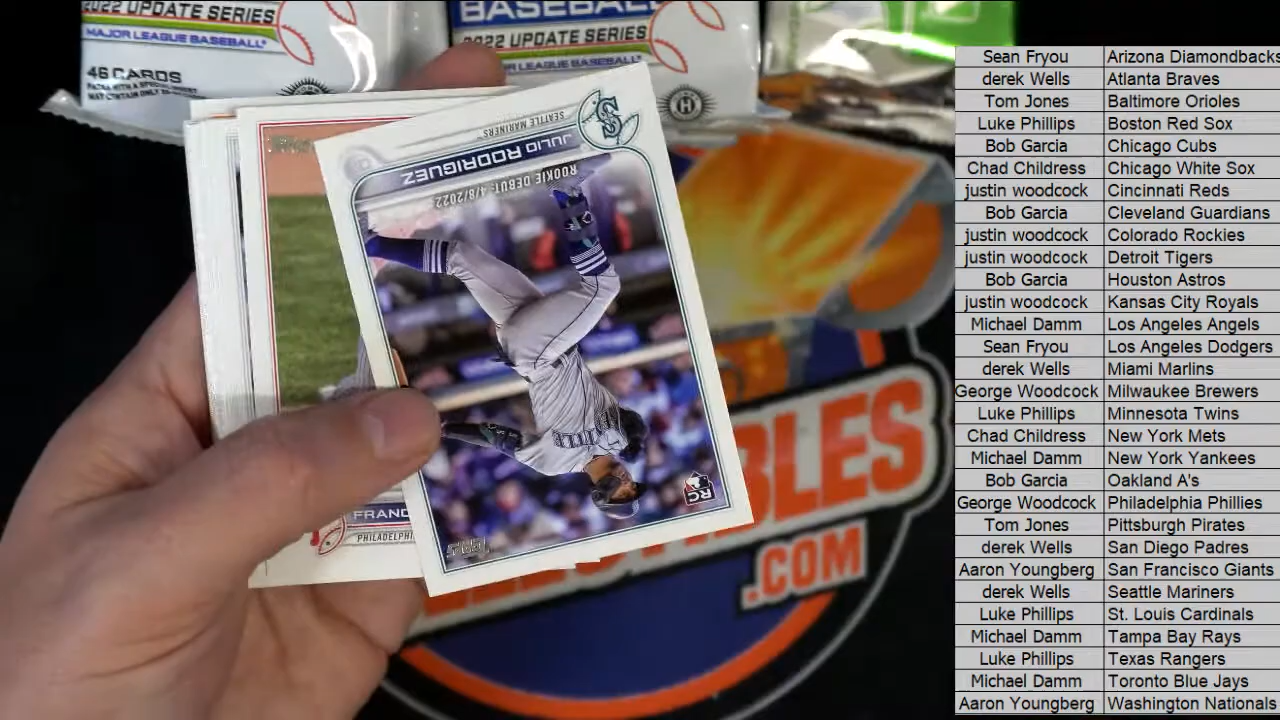 2022 UPDATE SERIES
MAJOR LEAGUE BASEBALL®
46 CARDS
BASEBALL
2022 UPDATE SERIES
MAJOR LEAGUE BASEBALL®
SEATTLE MARINERS
JULIO RODRIGUEZ
ROOKIE DEBUT: 4/8/2022
RC
FRANC
PHILADELPHI
BLES
.COM
Sean Fryou Arizona Diamondbacks
derek Wells Atlanta Braves
Tom Jones Baltimore Orioles
Luke Phillips Boston Red Sox
Bob Garcia Chicago Cubs
Chad Childress Chicago White Sox
justin woodcock Cincinnati Reds
Bob Garcia Cleveland Guardians
justin woodcock Colorado Rockies
justin woodcock Detroit Tigers
Bob Garcia Houston Astros
justin woodcock Kansas City Royals
Michael Damm Los Angeles Angels
Sean Fryou Los Angeles Dodgers
derek Wells Miami Marlins
George Woodcock Milwaukee Brewers
Luke Phillips Minnesota Twins
Chad Childress New York Mets
Michael Damm New York Yankees
Bob Garcia Oakland A's
George Woodcock Philadelphia Phillies
Tom Jones Pittsburgh Pirates
derek Wells San Diego Padres
Aaron Youngberg San Francisco Giants
derek Wells Seattle Mariners
Luke Phillips St. Louis Cardinals
Michael Damm Tampa Bay Rays
Luke Phillips Texas Rangers
Michael Damm Toronto Blue Jays
Aaron Youngberg Washington Nationals